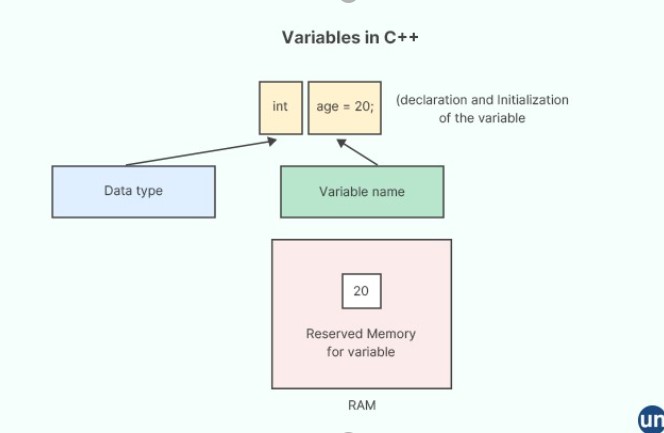 Variables in C++
int
age = 20;
(declaration and Initialization
of the variable
Data type
Variable name
20
Reserved Memory
for variable
RAM
un